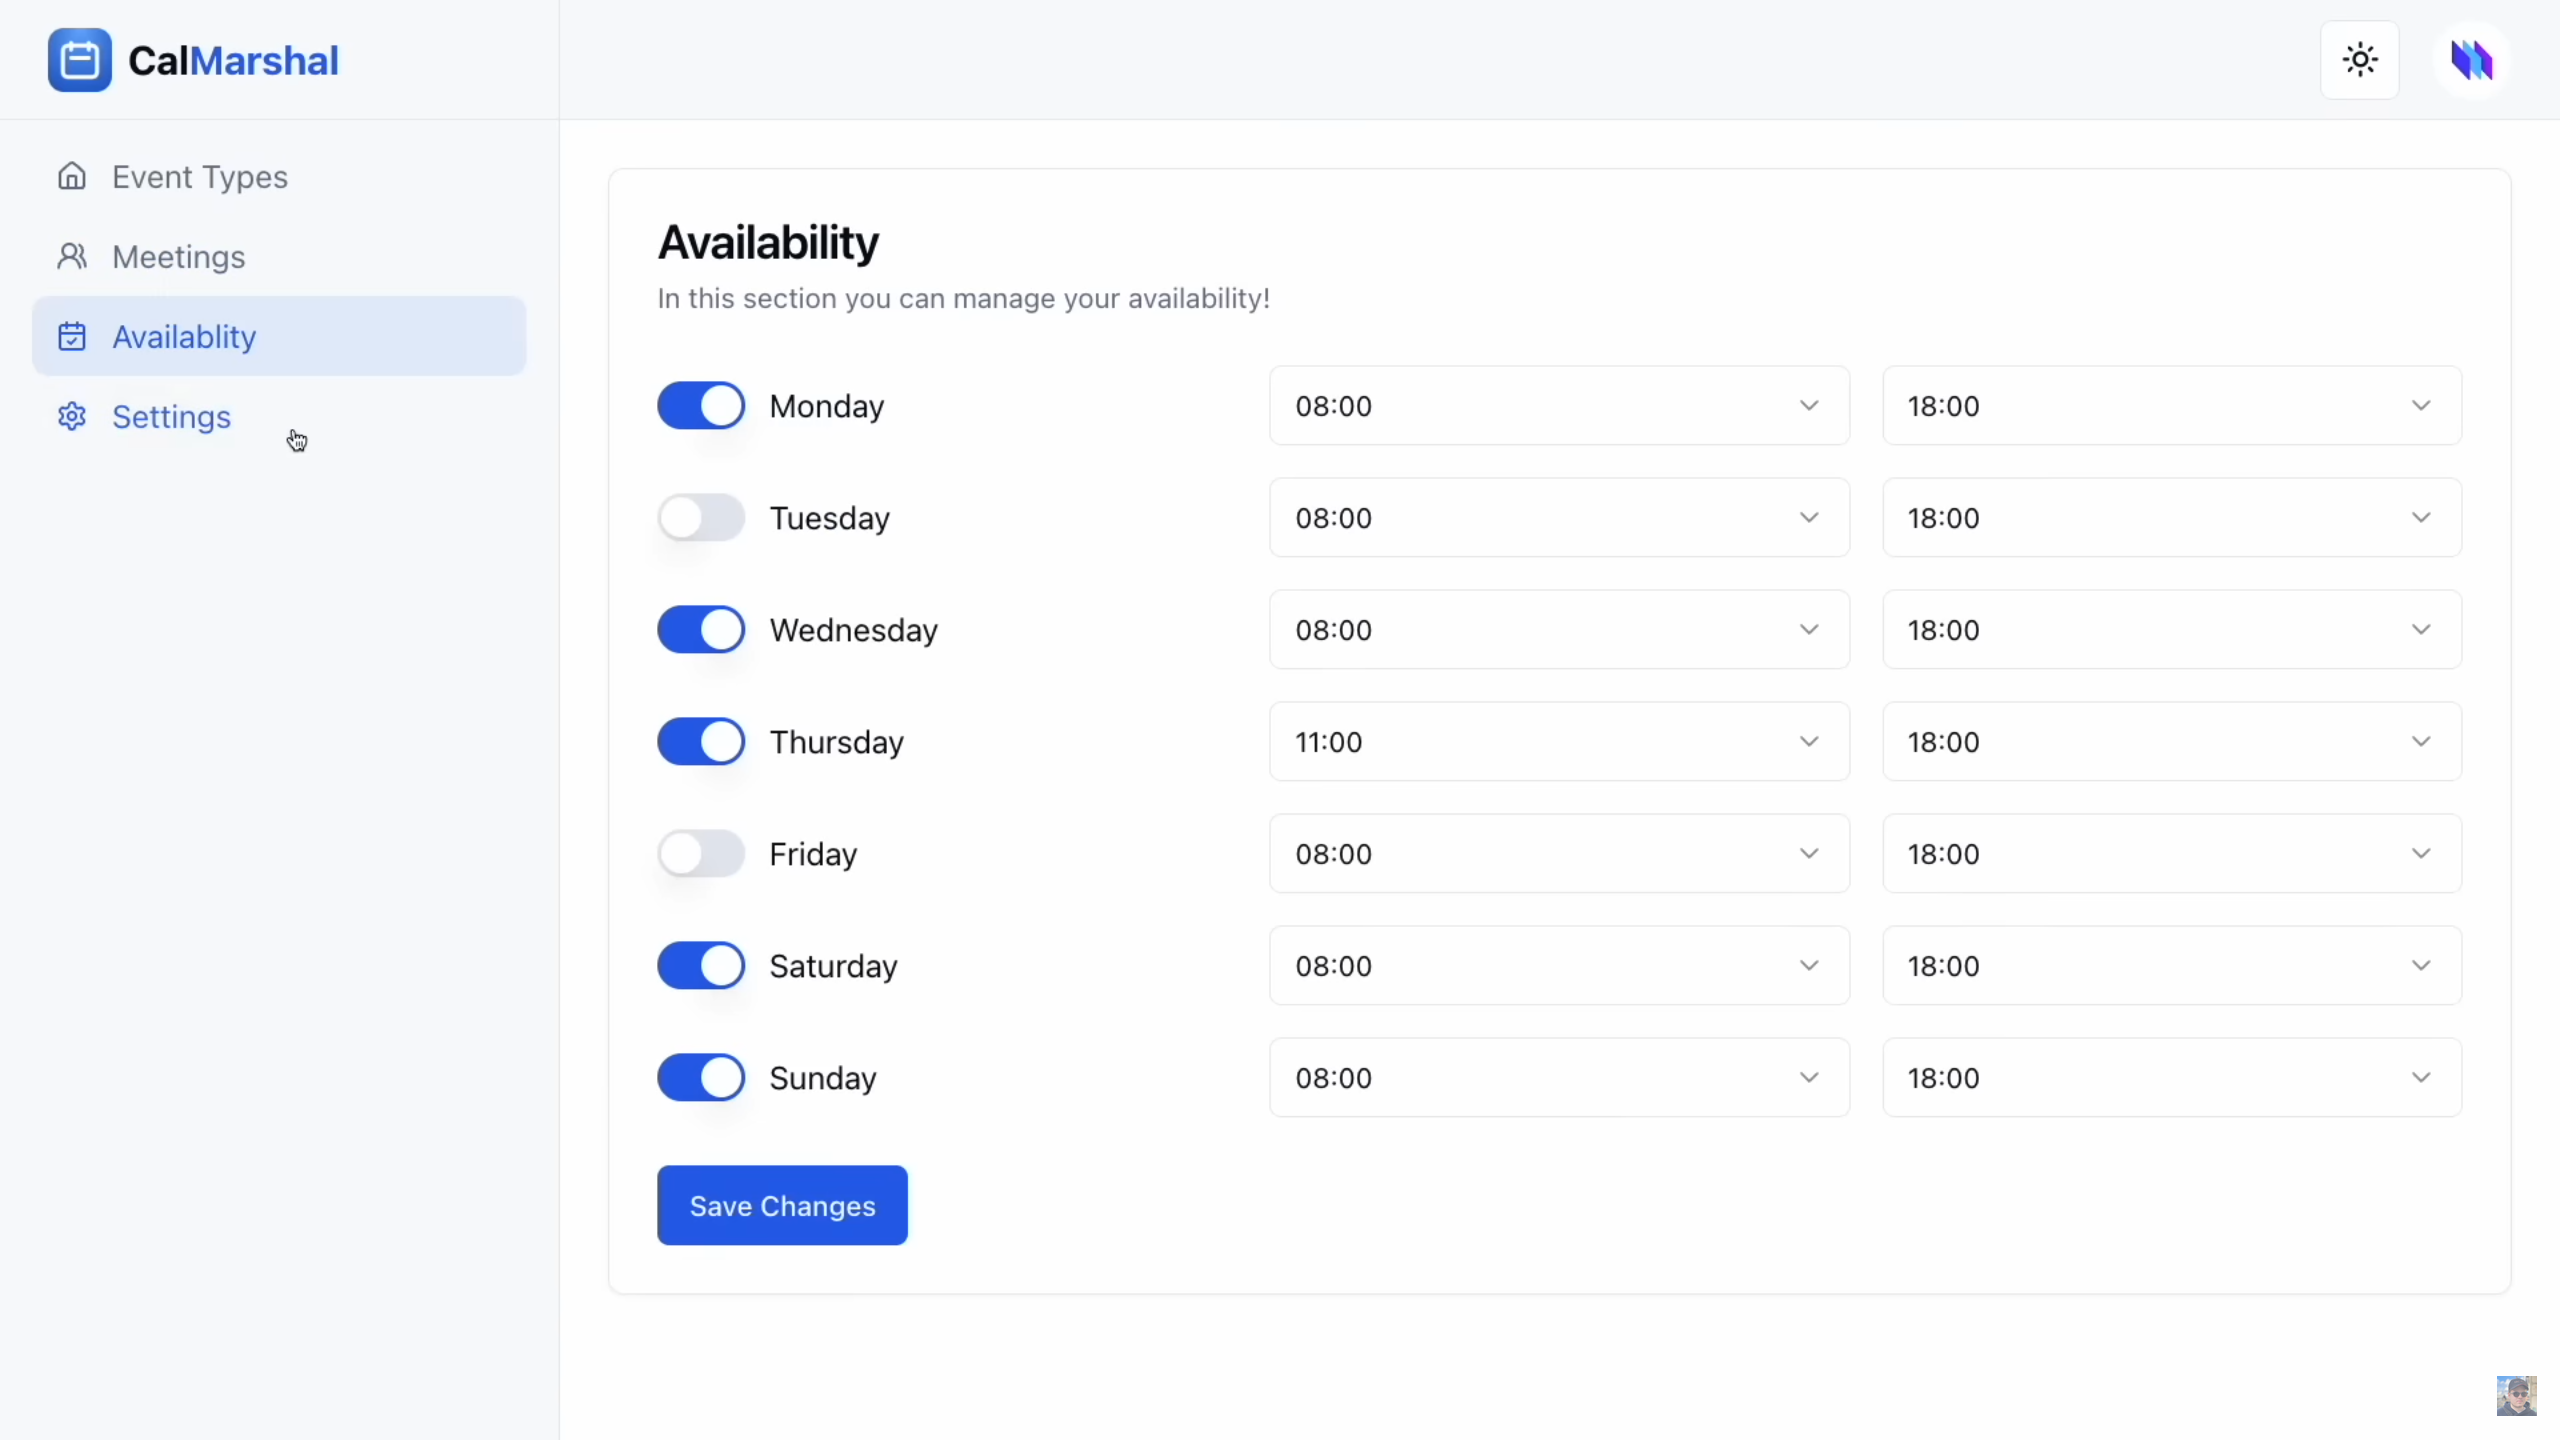 CalMarshal
Event Types
Meetings
Availablity
Settings
Availability
In this section you can manage your availability!
Monday 08:00 18:00
Tuesday 08:00 18:00
Wednesday 08:00 18:00
Thursday 11:00 18:00
Friday 08:00 18:00
Saturday 08:00 18:00
Sunday 08:00 18:00
Save Changes